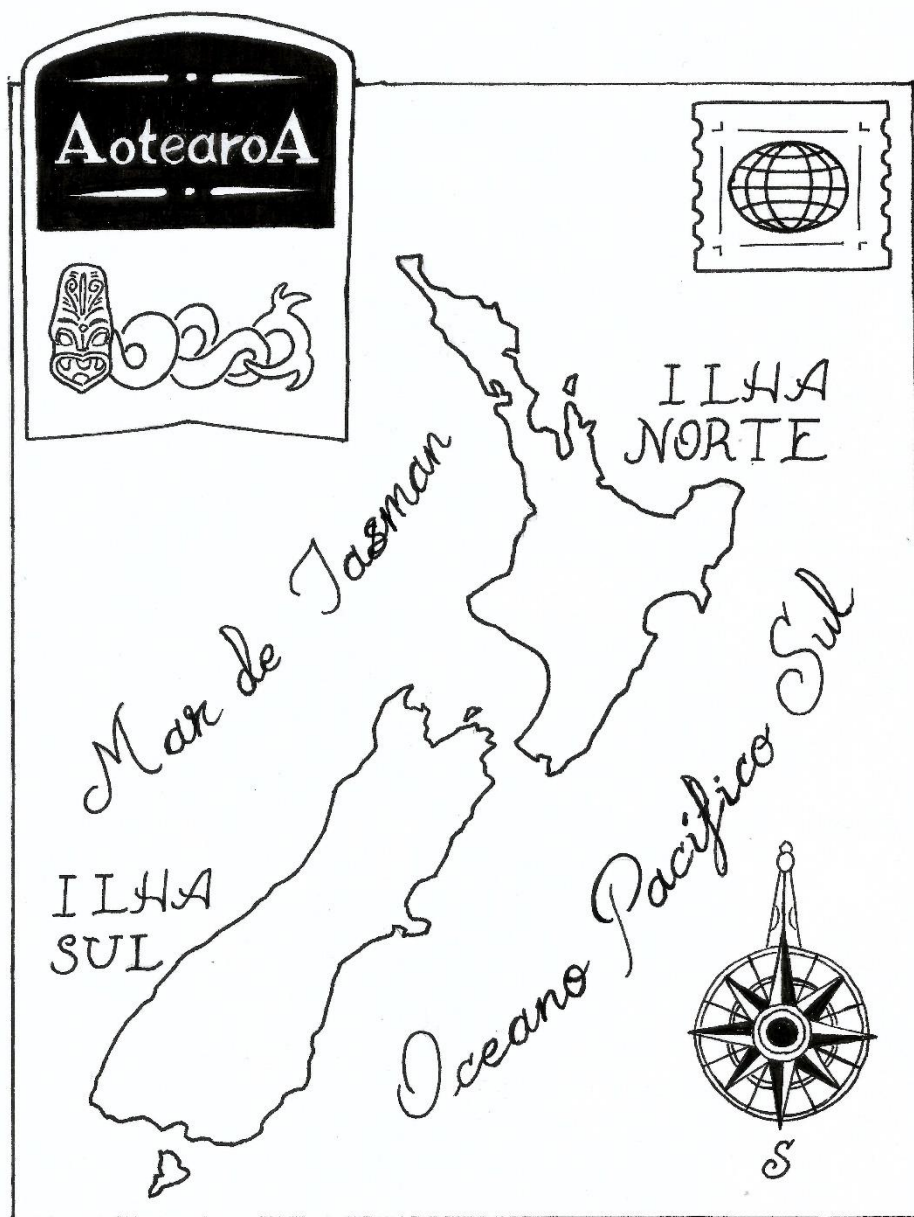 AotearoA
ILHA
NORTE
Mar de Tasman
ILHA
SUL
Oceano Pacifico Sul
S